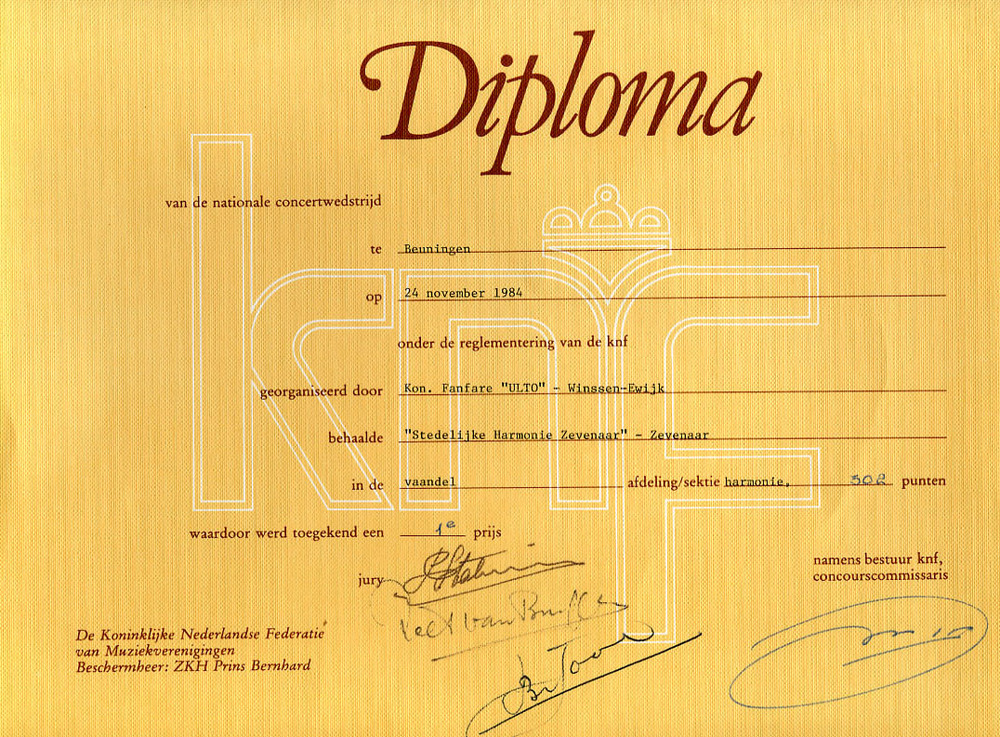 Diploma
van de nationale concertwedstrijd
te Beuningen
op 24 november 1984
onder de reglementering van de knf
georganiseerd door Kon. Fanfare "ULTO" - Winssen-Ewijk
behaalde "Stedelijke Harmonie Zevenaar" - Zevenaar
in de vaandel afdeling/sektie harmonie, 302 punten
waardoor werd toegekend een 1e prijs
jury
namens bestuur knf,
concourscommissaris
De Koninklijke Nederlandse Federatie
van Muziekverenigingen
Beschermheer: ZKH Prins Bernhard
knf